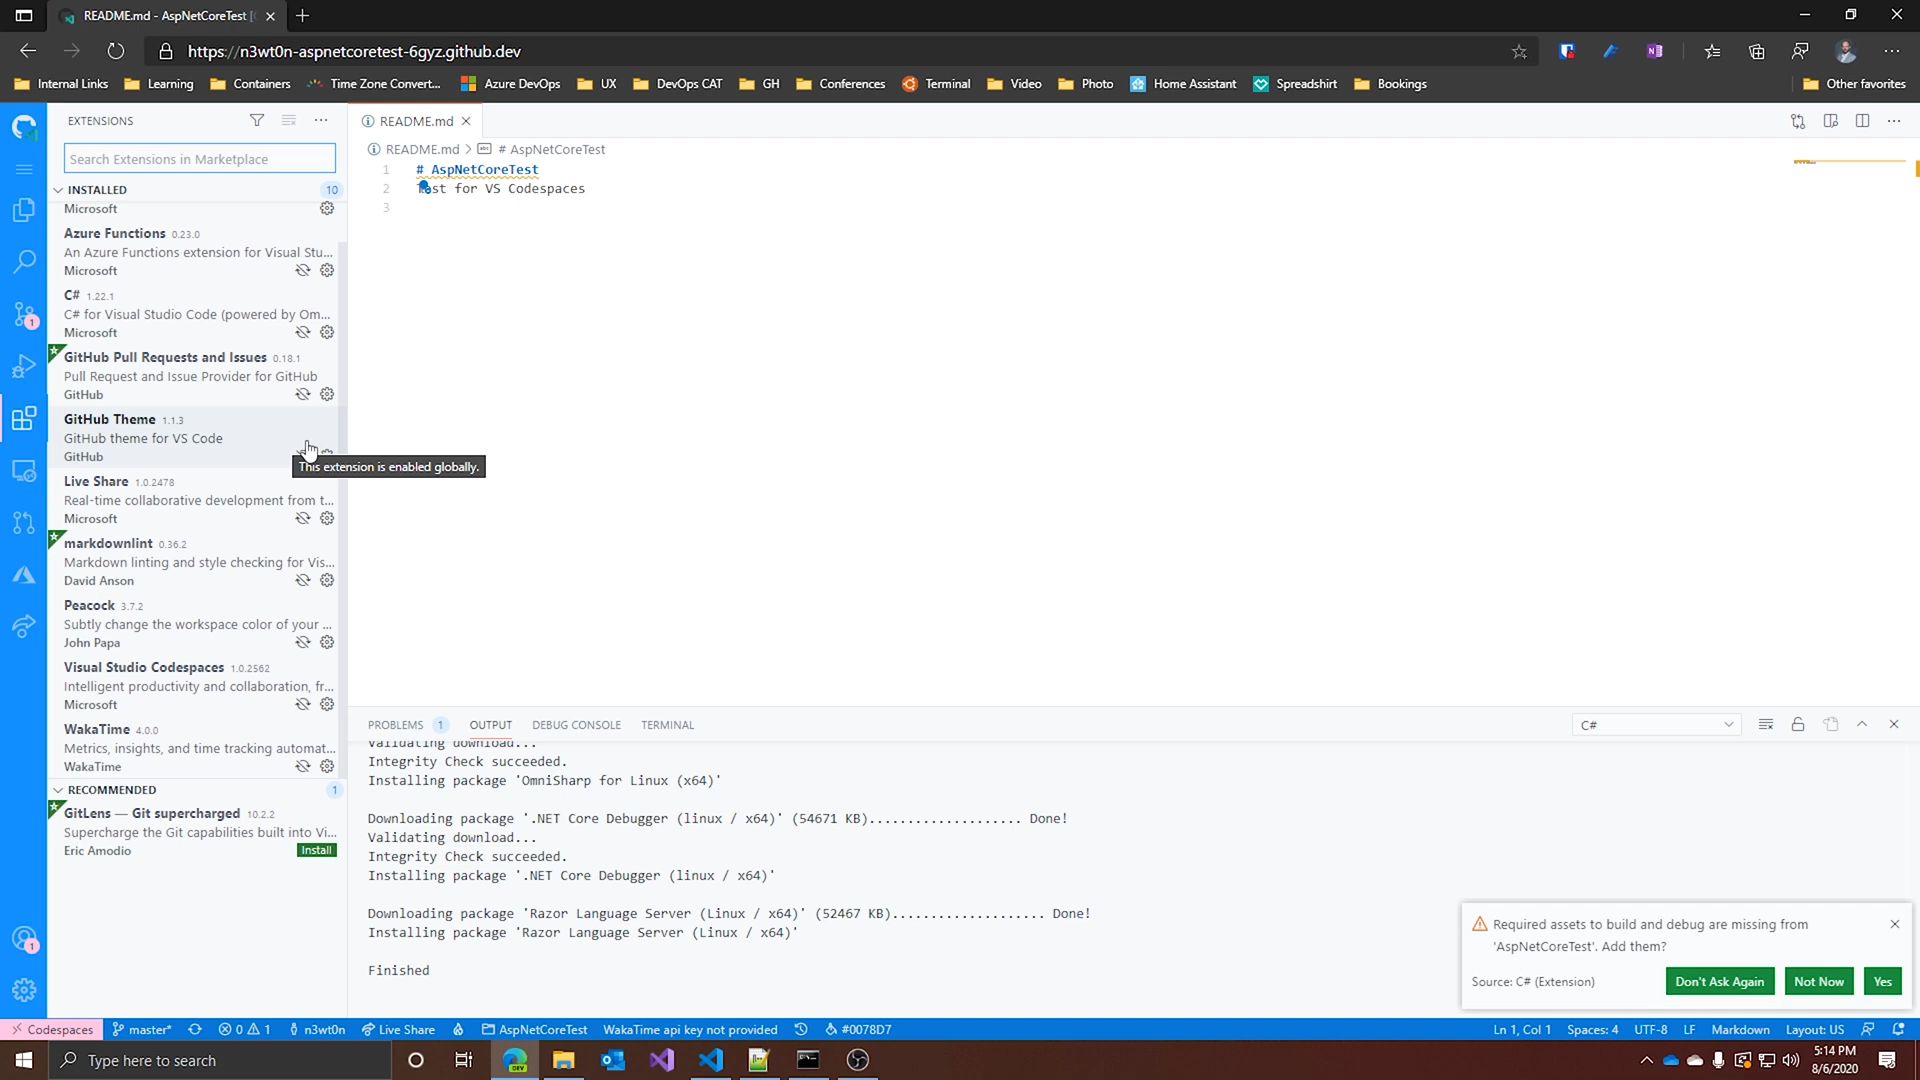 README.md - AspNetCoreTest [
https://n3wt0n-aspnetcoretest-6gyz.github.dev
Internal Links Learning Containers Time Zone Convert... Azure DevOps UX DevOps CAT GH Conferences Terminal Video Photo Home Assistant Spreadshirt Bookings Other favorites
EXTENSIONS
Search Extensions in Marketplace
INSTALLED 10
Microsoft
Azure Functions 0.23.0
An Azure Functions extension for Visual Stu...
Microsoft
C# 1.22.1
C# for Visual Studio Code (powered by Om...
Microsoft
GitHub Pull Requests and Issues 0.18.1
Pull Request and Issue Provider for GitHub
GitHub
GitHub Theme 1.1.3
GitHub theme for VS Code
GitHub
This extension is enabled globally.
Live Share 1.0.2478
Real-time collaborative development from t...
Microsoft
markdownlint 0.36.2
Markdown linting and style checking for Vis...
David Anson
Peacock 3.7.2
Subtly change the workspace color of your ...
John Papa
Visual Studio Codespaces 1.0.2562
Intelligent productivity and collaboration, fr...
Microsoft
WakaTime 4.0.0
Metrics, insights, and time tracking automat...
WakaTime
RECOMMENDED 1
GitLens — Git supercharged 10.2.2
Supercharge the Git capabilities built into Vi...
Eric Amodio Install
1
1
README.md
README.md > # AspNetCoreTest
1 # AspNetCoreTest
2 Test for VS Codespaces
3
PROBLEMS 1 OUTPUT DEBUG CONSOLE TERMINAL C#
Validating download...
Integrity Check succeeded.
Installing package 'OmniSharp for Linux (x64)'
Downloading package '.NET Core Debugger (linux / x64)' (54671 KB).................... Done!
Validating download...
Integrity Check succeeded.
Installing package '.NET Core Debugger (linux / x64)'
Downloading package 'Razor Language Server (Linux / x64)' (52467 KB).................... Done!
Installing package 'Razor Language Server (Linux / x64)'
Finished
Required assets to build and debug are missing from
'AspNetCoreTest'. Add them?
Source: C# (Extension) Don't Ask Again Not Now Yes
Codespaces master* 0 1 n3wt0n Live Share AspNetCoreTest WakaTime api key not provided #0078D7 Ln 1, Col 1 Spaces: 4 UTF-8 LF Markdown Layout: US
Type here to search
DEV
5:14 PM
8/6/2020